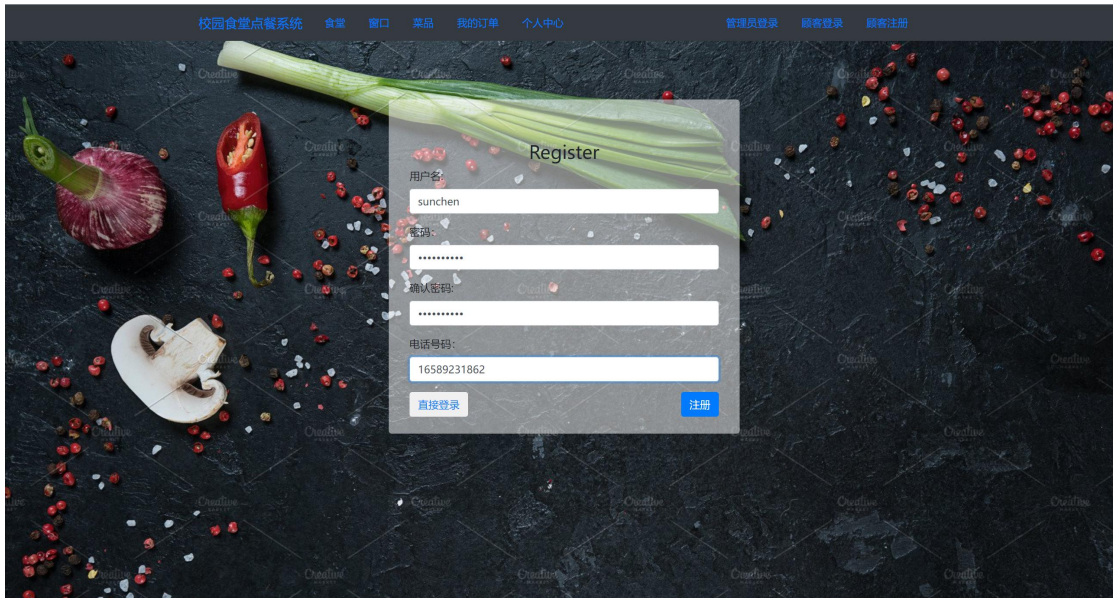 校园食堂点餐系统 食堂 窗口 菜品 我的订单 个人中心 管理员登录 顾客登录 顾客注册
Register
用户名:
sunchen
密码:
••••••••••
确认密码:
••••••••••
电话号码:
16589231862
直接登录 注册